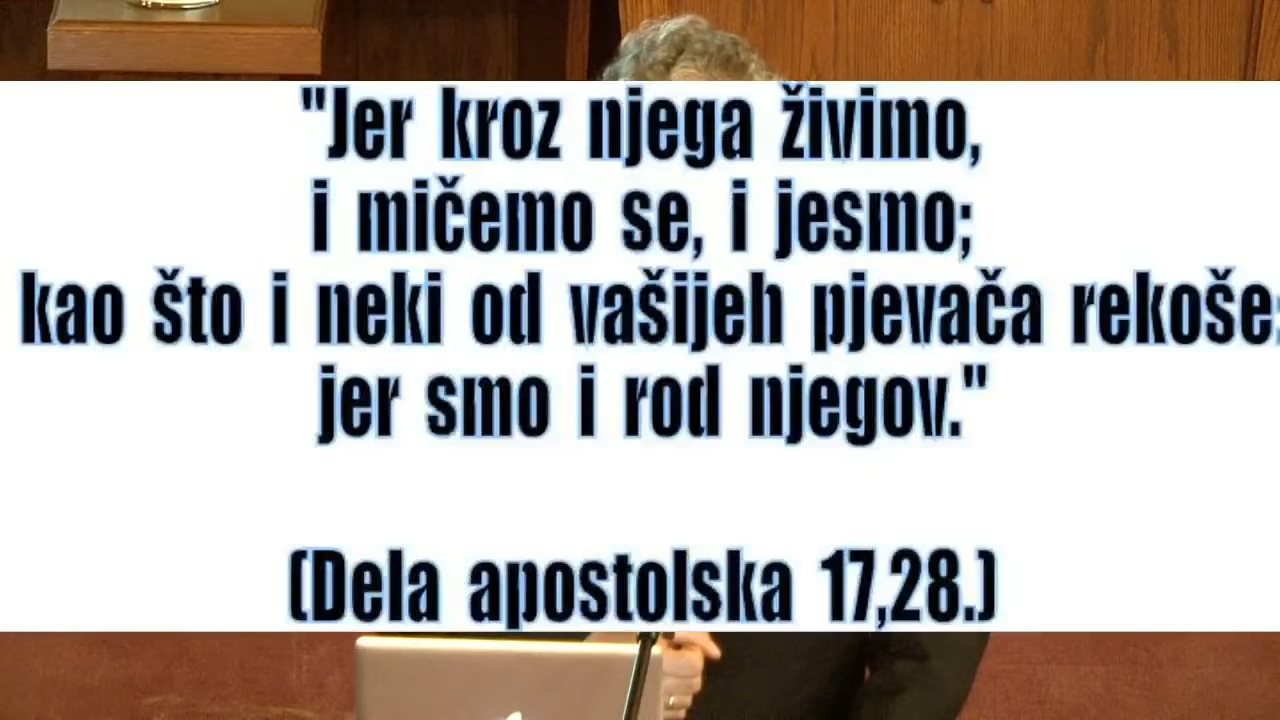 "Jer kroz njega živimo,
i mičemo se, i jesmo;
kao što i neki od vašijeh pjevača rekoše:
jer smo i rod njegov."
(Dela apostolska 17,28.)